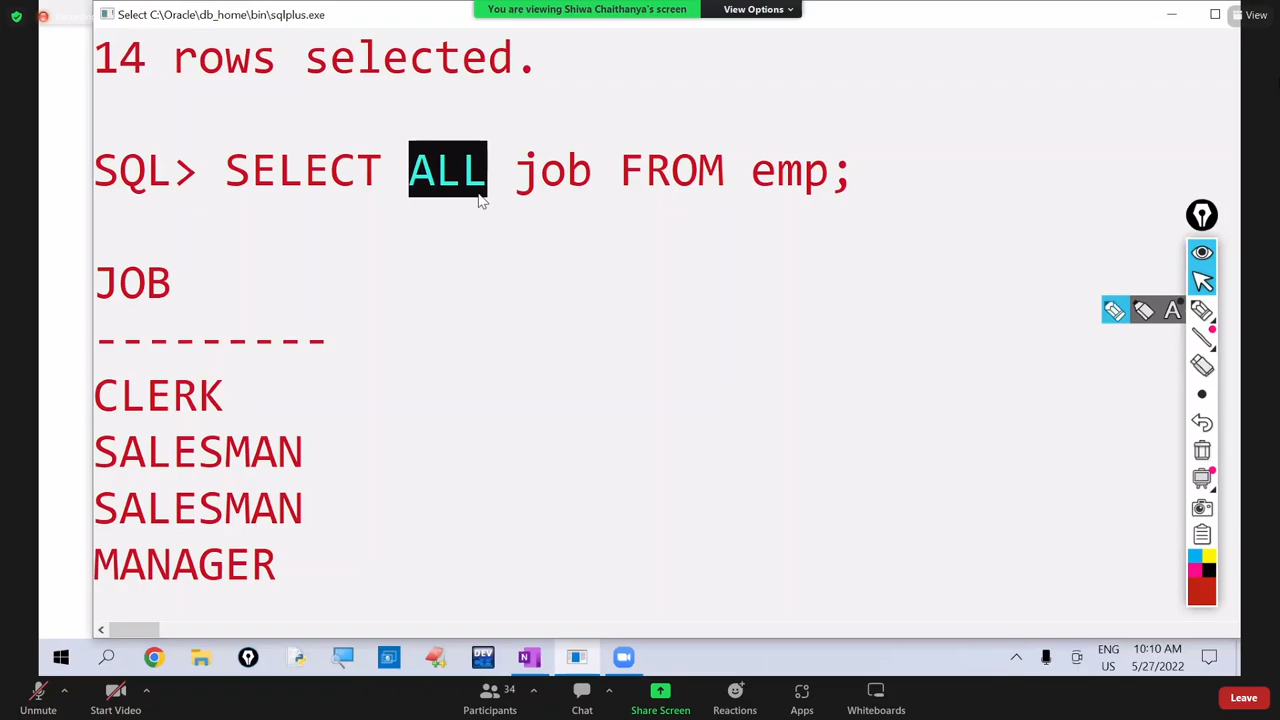 Select C:\Oracle\db_home\bin\sqlplus.exe
You are viewing Shiwa Chaithanya's screen
View Options
View
14 rows selected.
SQL> SELECT ALL job FROM emp;
JOB
---------
CLERK
SALESMAN
SALESMAN
MANAGER
A
DEV
ENG
US
10:10 AM
5/27/2022
Unmute
Start Video
34
Participants
Chat
Share Screen
Reactions
Apps
Whiteboards
Leave